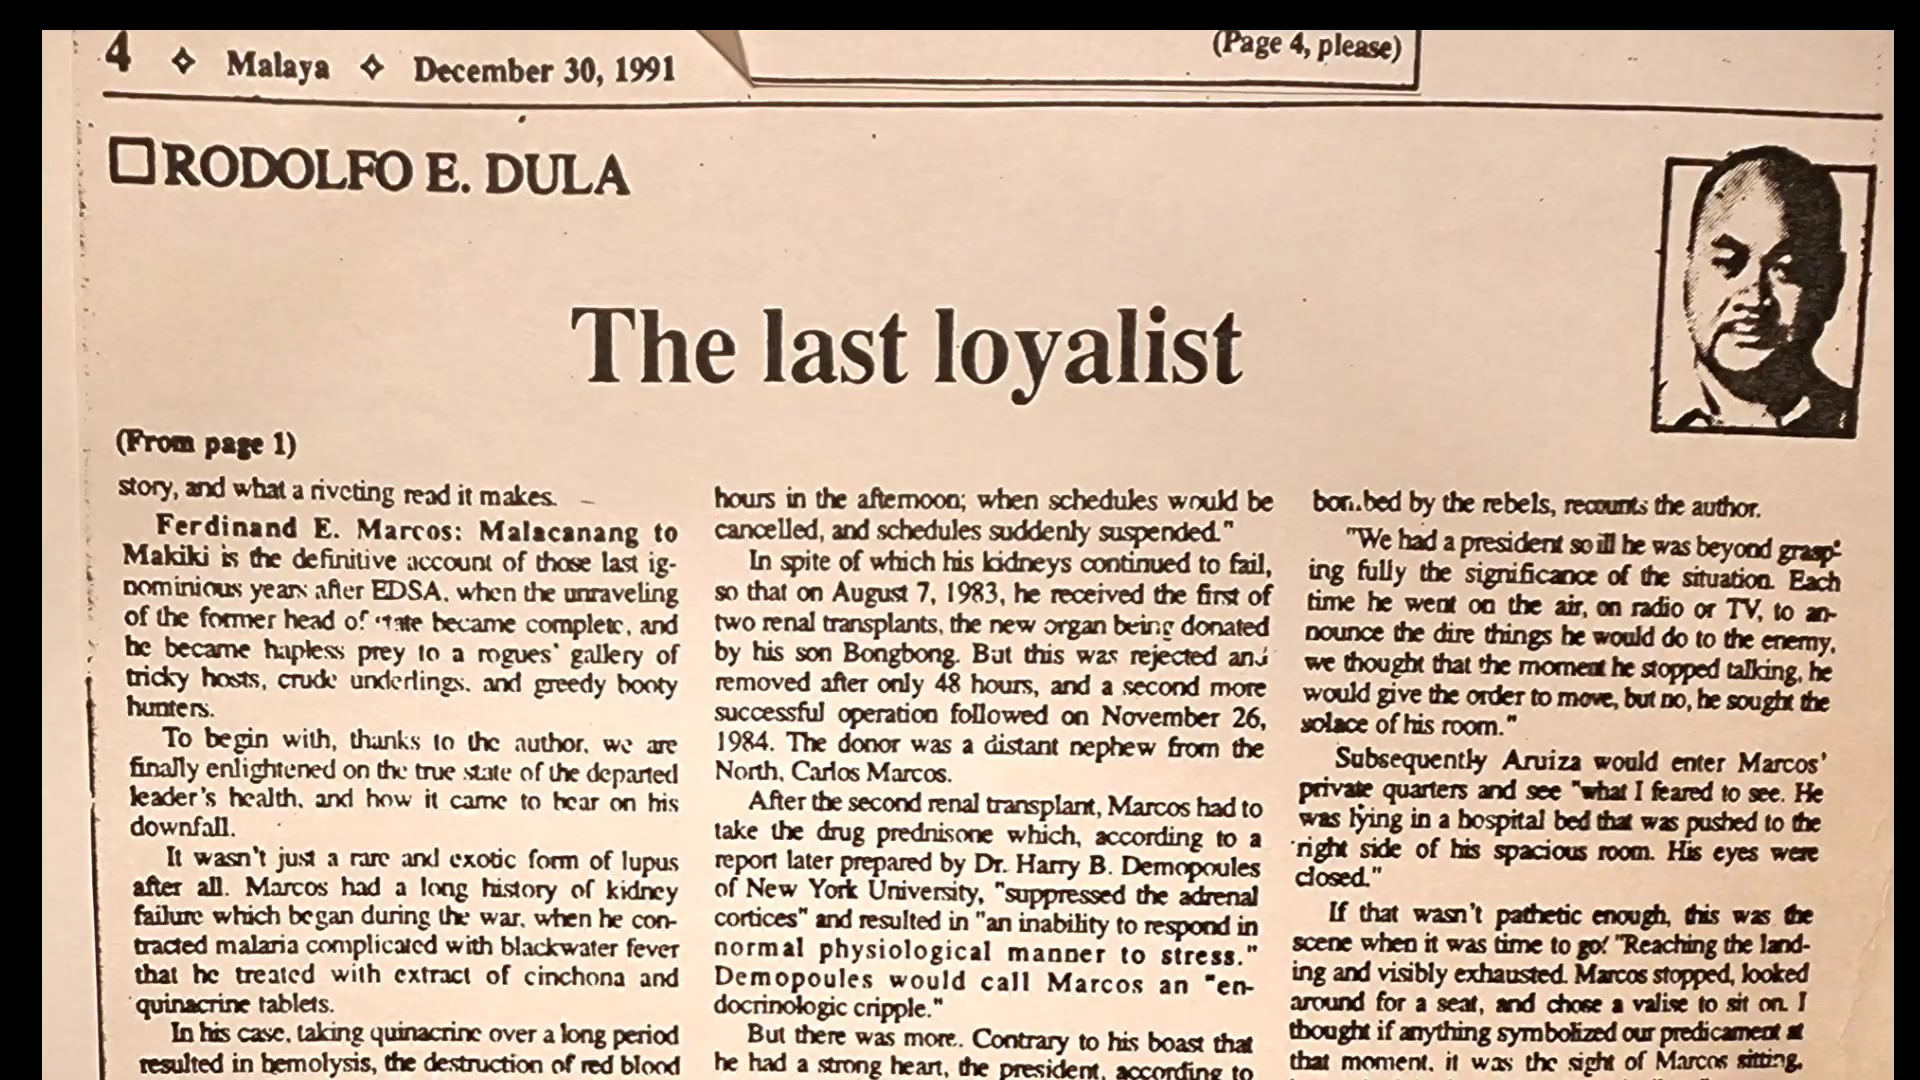 4 ✧ Malaya ✧ December 30, 1991
(Page 4, please)
RODOLFO E. DULA
The last loyalist
(From page 1)
story, and what a riveting read it makes.
Ferdinand E. Marcos: Malacanang to
Makiki is the definitive account of those last ig-
nominious years after EDSA, when the unraveling
of the former head of state became complete, and
he became hapless prey to a rogues' gallery of
tricky hosts, crude underlings, and greedy booty
hunters.
To begin with, thanks to the author, we are
finally enlightened on the true state of the departed
leader's health, and how it came to bear on his
downfall.
It wasn't just a rare and exotic form of lupus
after all. Marcos had a long history of kidney
failure which began during the war, when he con-
tracted malaria complicated with blackwater fever
that he treated with extract of cinchona and
quinacrine tablets.
In his case, taking quinacrine over a long period
resulted in hemolysis, the destruction of red blood
hours in the afternoon; when schedules would be
cancelled, and schedules suddenly suspended."
In spite of which his kidneys continued to fail,
so that on August 7, 1983, he received the first of
two renal transplants, the new organ being donated
by his son Bongbong. But this was rejected and
removed after only 48 hours, and a second more
successful operation followed on November 26,
1984. The donor was a distant nephew from the
North, Carlos Marcos.
After the second renal transplant, Marcos had to
take the drug prednisone which, according to a
report later prepared by Dr. Harry B. Demopoules
of New York University, "suppressed the adrenal
cortices" and resulted in "an inability to respond in
normal physiological manner to stress."
Demopoules would call Marcos an "en-
docrinologic cripple."
But there was more. Contrary to his boast that
he had a strong heart, the president, according to
bombed by the rebels, recounts the author.
"We had a president so ill he was beyond grasp-
ing fully the significance of the situation. Each
time he went on the air, on radio or TV, to an-
nounce the dire things he would do to the enemy,
we thought that the moment he stopped talking, he
would give the order to move, but no, he sought the
solace of his room."
Subsequently Aruiza would enter Marcos'
private quarters and see "what I feared to see. He
was lying in a hospital bed that was pushed to the
right side of his spacious room. His eyes were
closed."
If that wasn't pathetic enough, this was the
scene when it was time to go: "Reaching the land-
ing and visibly exhausted. Marcos stopped, looked
around for a seat, and chose a valise to sit on. I
thought if anything symbolized our predicament at
that moment, it was the sight of Marcos sitting,